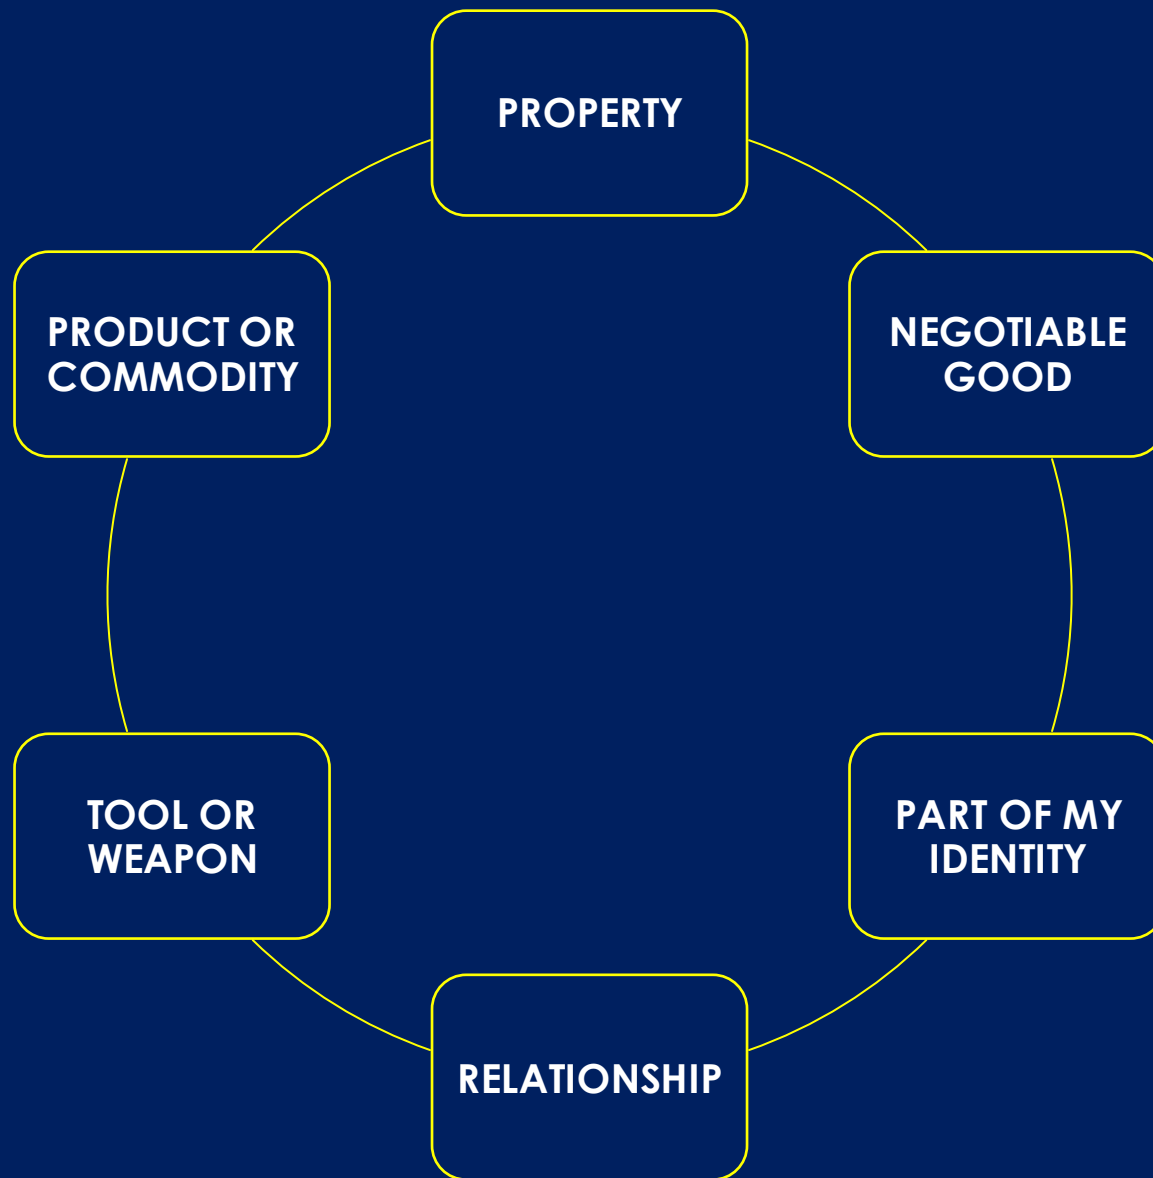 PROPERTY
NEGOTIABLE
GOOD
PART OF MY
IDENTITY
RELATIONSHIP
TOOL OR
WEAPON
PRODUCT OR
COMMODITY